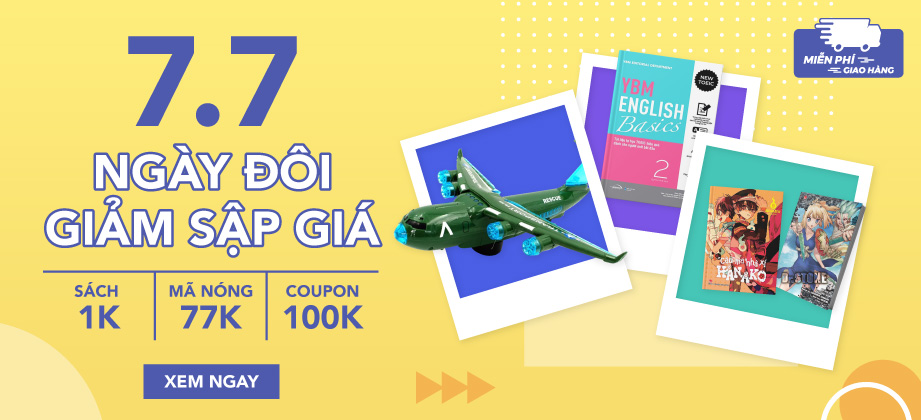 7.7
NGÀY ĐÔI
GIẢM SẬP GIÁ
SÁCH
1K
MÃ NÓNG
77K
COUPON
100K
XEM NGAY
MIỄN PHÍ
GIAO HÀNG
NEW
TOEIC
YBM
ENGLISH
Basics
2
RESCUE
HANAKO